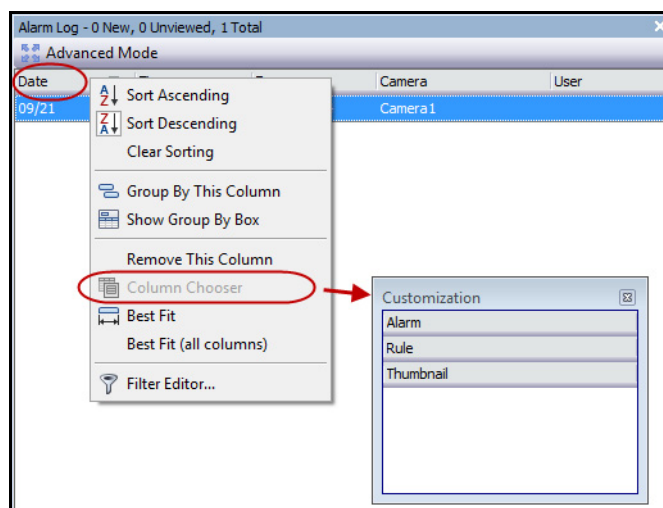 Alarm Log - 0 New, 0 Unviewed, 1 Total
Advanced Mode
Date Camera User
09/21 Camera1
Sort Ascending
Sort Descending
Clear Sorting
Group By This Column
Show Group By Box
Remove This Column
Column Chooser
Best Fit
Best Fit (all columns)
Filter Editor...
Customization
Alarm
Rule
Thumbnail